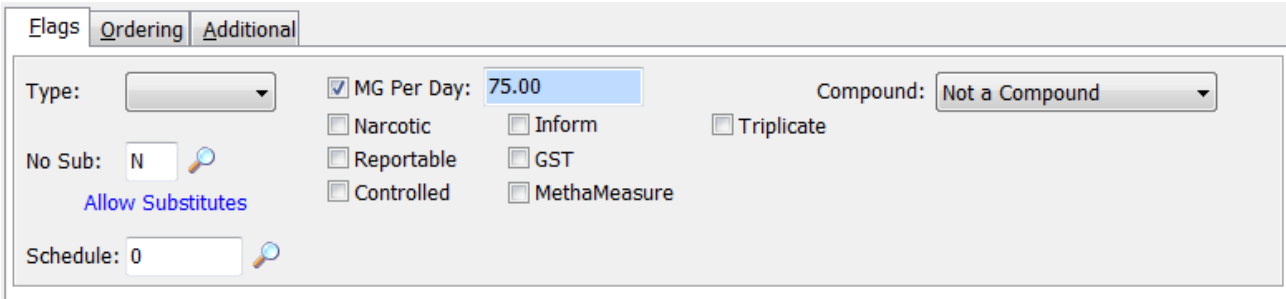 Flags Ordering Additional
Type: MG Per Day: 75.00 Compound: Not a Compound
Narcotic Inform Triplicate
No Sub: N Reportable GST
Allow Substitutes Controlled MethaMeasure
Schedule: 0